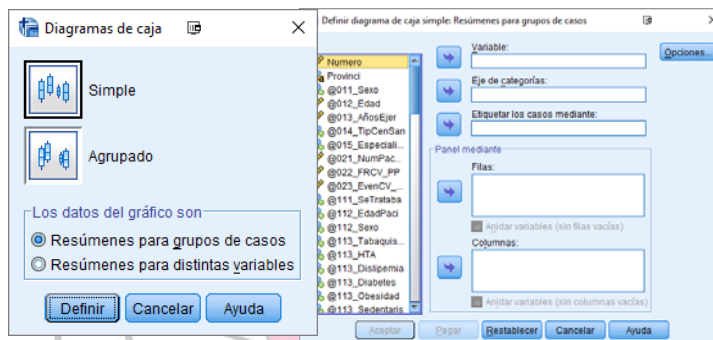 Diagramas de caja
Simple
Agrupado
Los datos del gráfico son
Resúmenes para grupos de casos
Resúmenes para distintas variables
Definir
Cancelar
Ayuda
Definir diagrama de caja simple: Resúmenes para grupos de casos
Numero
Provinci
@011_Sexo
@012_Edad
@013_AñosEjer
@014_TipCenSan
@015_Especiali...
@021_NumPac...
@022_FRCV_PP
@023_EvenCV_...
@111_SeTrataba
@112_EdadPaci
@112_Sexo
@113_Tabaquis...
@113_HTA
@113_Dislipemia
@113_Diabetes
@113_Obesidad
@113_Sedentaris
Variable:
Eje de categorías:
Etiquetar los casos mediante:
Panel mediante
Filas:
Anidar variables (sin filas vacías)
Columnas:
Anidar variables (sin columnas vacías)
Opciones...
Aceptar
Pegar
Restablecer
Cancelar
Ayuda